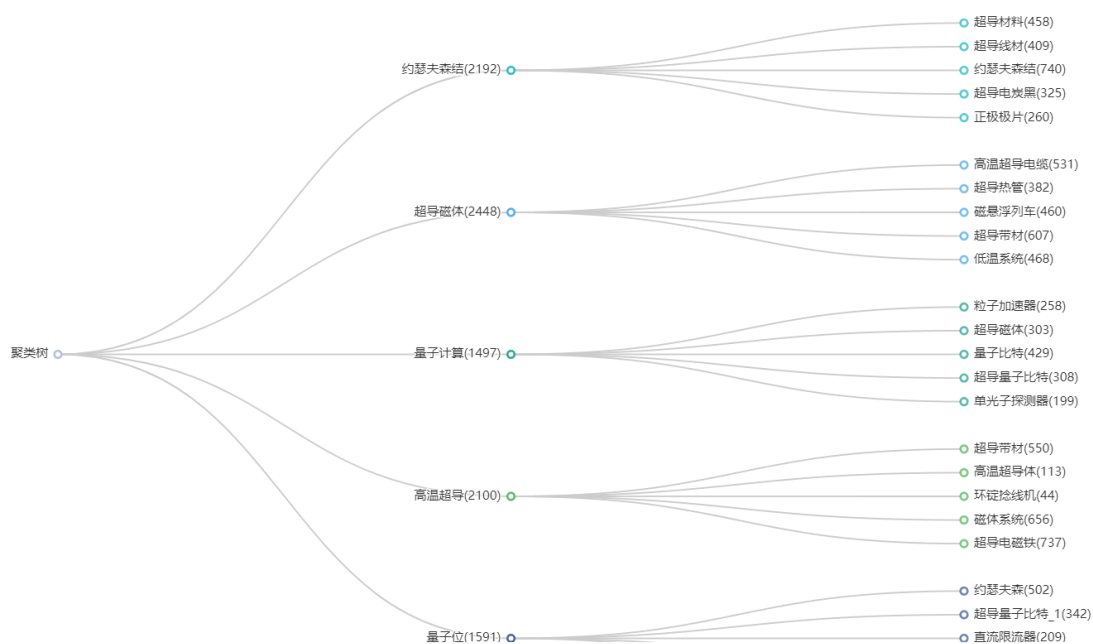 聚类树
约瑟夫森结(2192)
超导材料(458)
超导线材(409)
约瑟夫森结(740)
超导电炭黑(325)
正极极片(260)
超导磁体(2448)
高温超导电缆(531)
超导热管(382)
磁悬浮列车(460)
超导带材(607)
低温系统(468)
量子计算(1497)
粒子加速器(258)
超导磁体(303)
量子比特(429)
超导量子比特(308)
单光子探测器(199)
高温超导(2100)
超导带材(550)
高温超导体(113)
环锭捻线机(44)
磁体系统(656)
超导电磁铁(737)
量子位(1591)
约瑟夫森(502)
超导量子比特_1(342)
直流限流器(209)